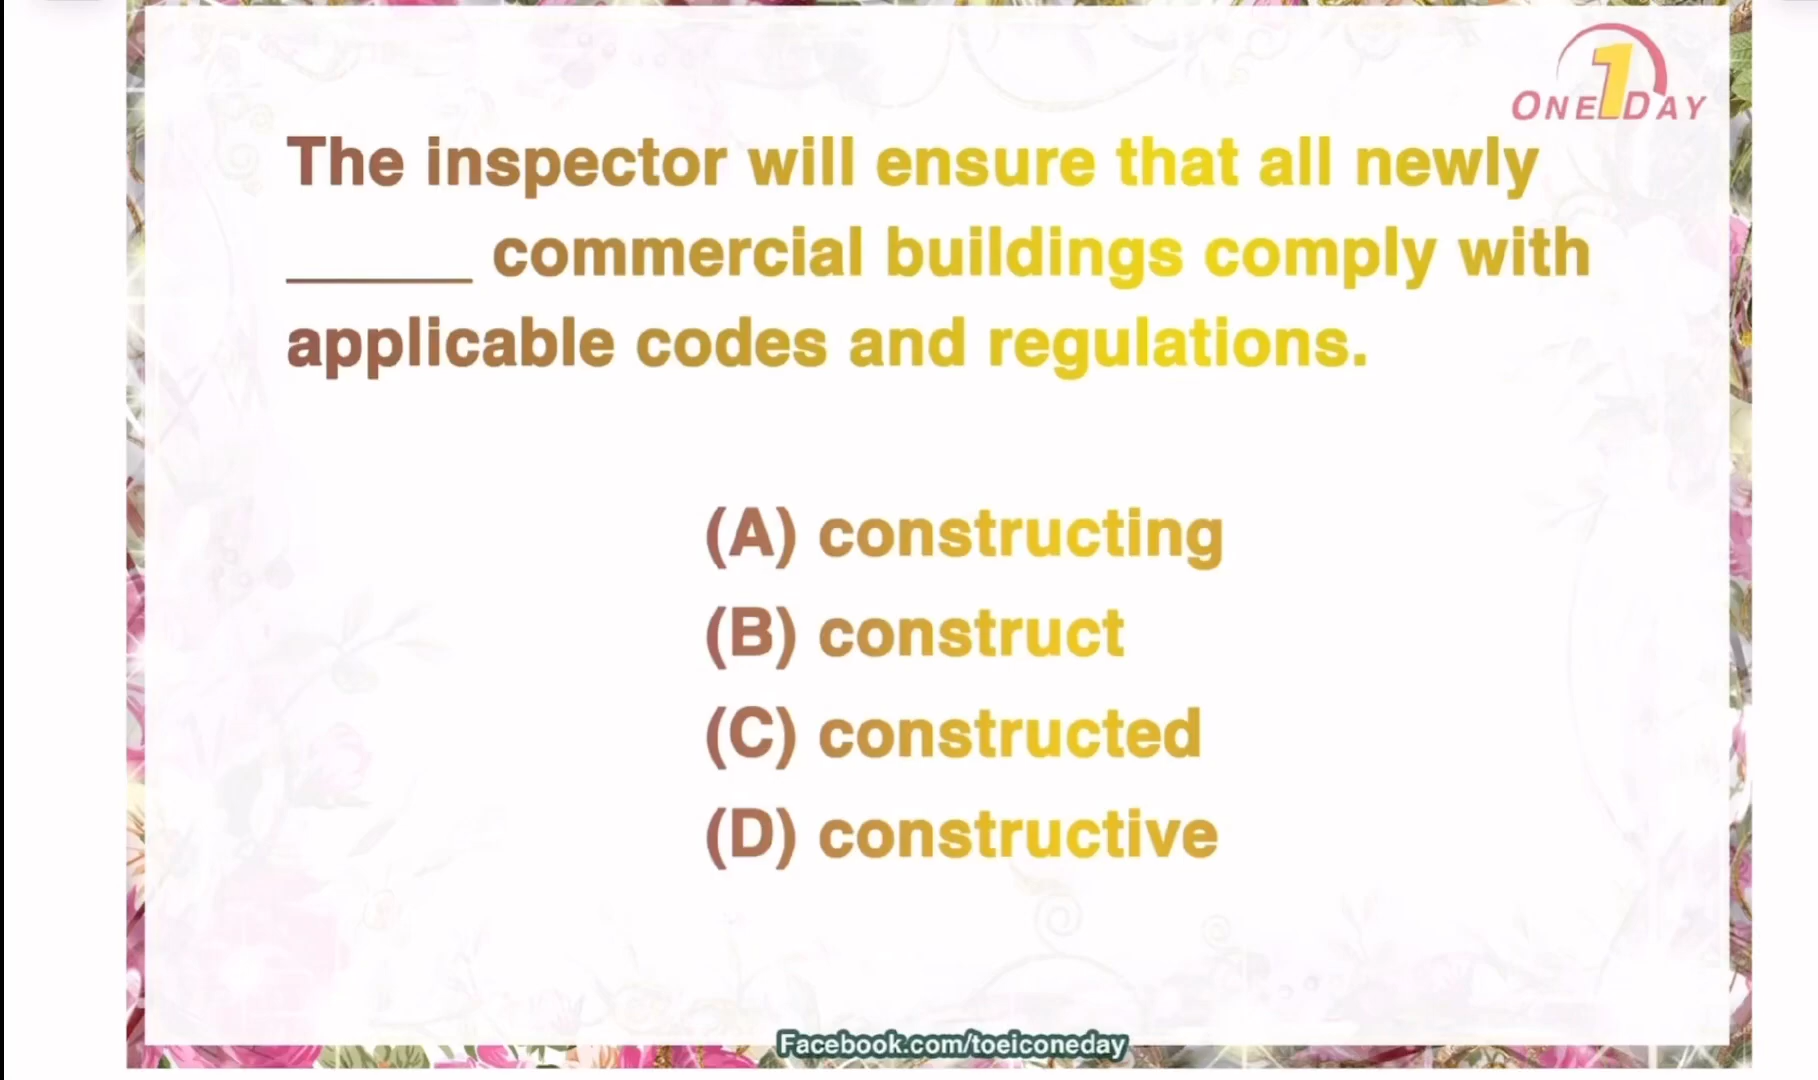 ONE 1 DAY
The inspector will ensure that all newly
______ commercial buildings comply with
applicable codes and regulations.
(A) constructing
(B) construct
(C) constructed
(D) constructive
Facebook.com/toeiconeday